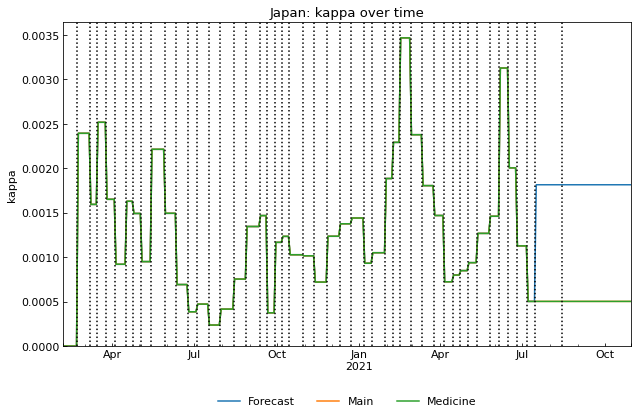 Japan: kappa over time
0.0035
0.0030
0.0025
0.0020
0.0015
0.0010
0.0005
0.0000
kappa
Apr Jul Oct Jan Apr Jul Oct
2021
Forecast Main Medicine